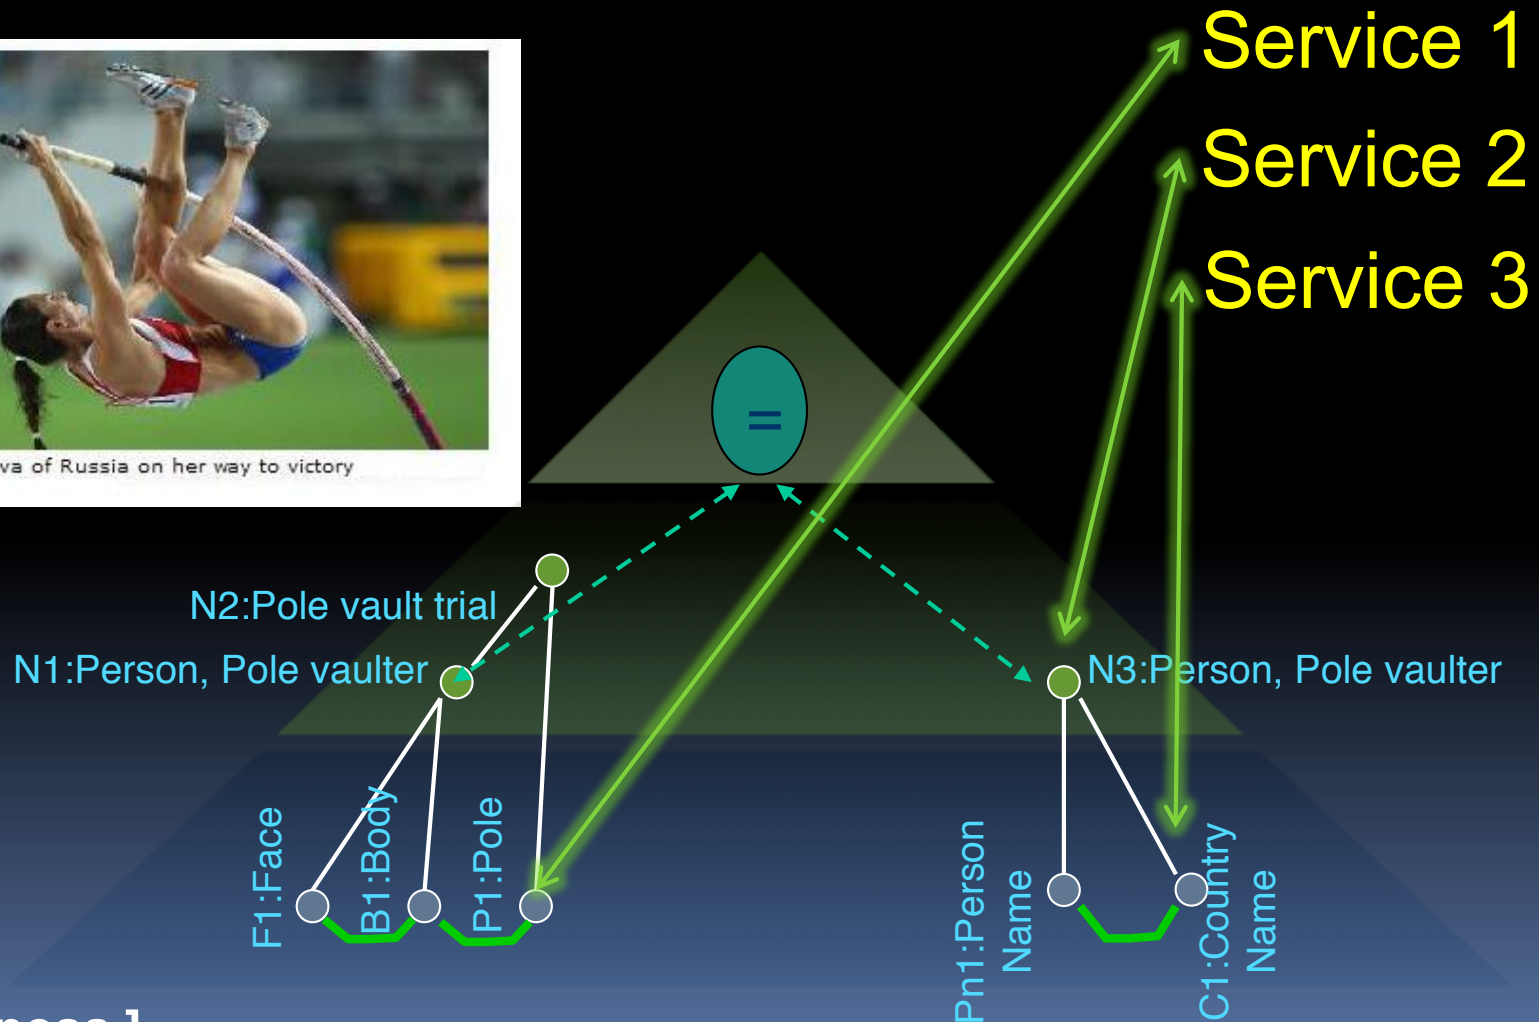 Service 1
Service 2
Service 3
=
va of Russia on her way to victory
N2:Pole vault trial
N1:Person, Pole vaulter
N3:Person, Pole vaulter
F1:Face
B1:Body
P1:Pole
Pn1:Person
Name
C1:Country
Name